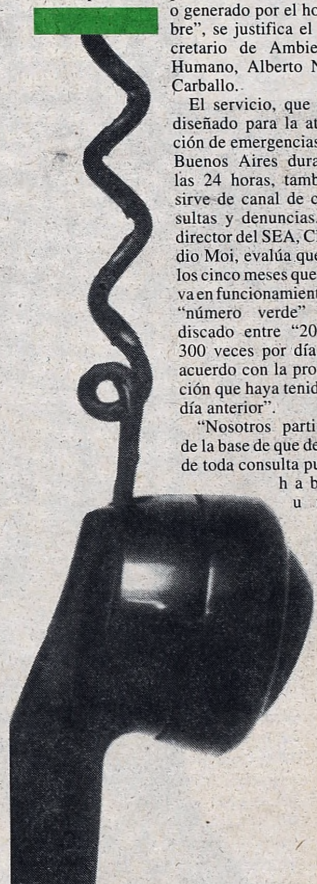 o generado por el ho
bre”, se justifica el
cretario de Ambie
Humano, Alberto N
Carballo.
El servicio, que
diseñado para la at
ción de emergencias
Buenos Aires dura
las 24 horas, tamb
sirve de canal de c
sultas y denuncias.
director del SEA, Cl
dio Moi, evalúa que
los cinco meses que
va en funcionamient
“número verde”
discado entre “20
300 veces por día
acuerdo con la pro
ción que haya tenid
día anterior”.
“Nosotros parti
de la base de que de
de toda consulta pu
h a b
u